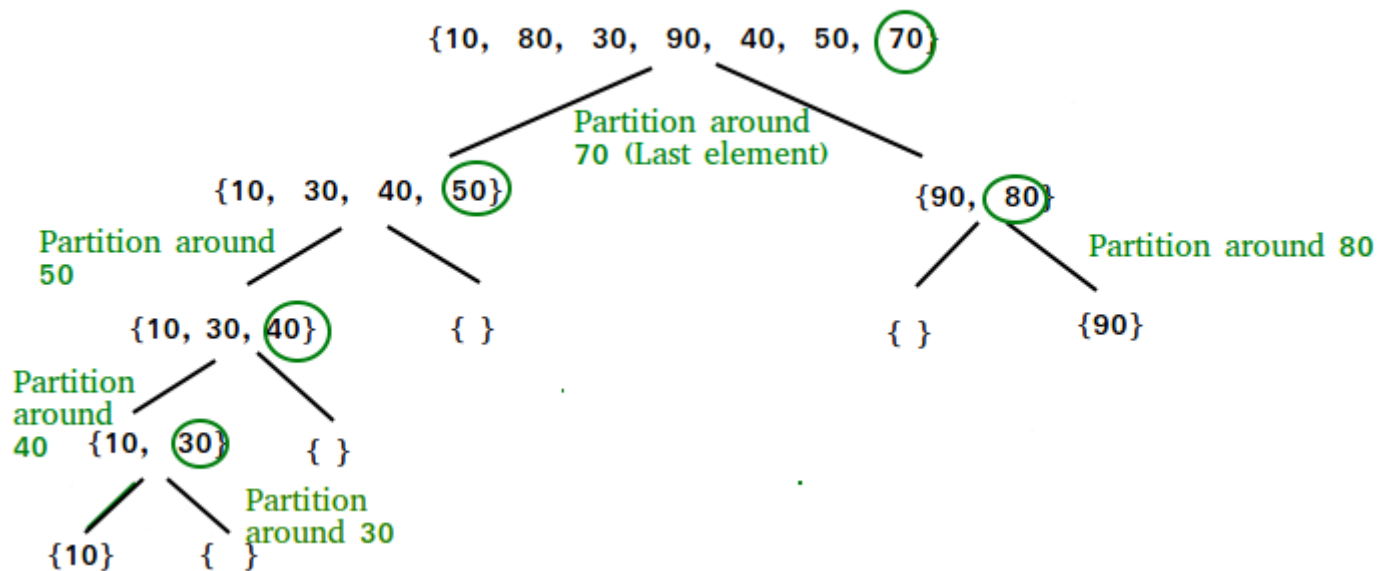 {10, 80, 30, 90, 40, 50, 70}
Partition around
70 (Last element)
{10, 30, 40, 50}
{90, 80}
Partition around
50
Partition around 80
{10, 30, 40}
{ }
{ }
{90}
Partition
around
40
{10, 30}
{ }
Partition
around 30
{10}
{ }